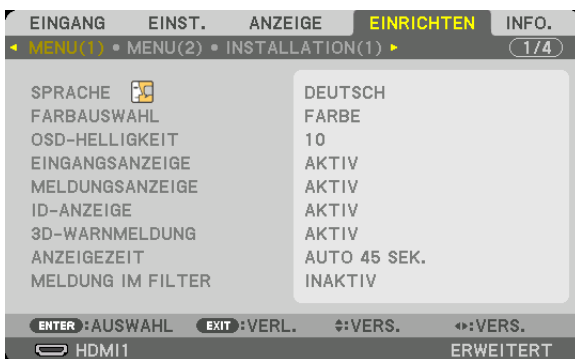 EINGANG EINST. ANZEIGE EINRICHTEN INFO.
MENU(1) • MENU(2) • INSTALLATION(1) 1/4
SPRACHE DEUTSCH
FARBAUSWAHL FARBE
OSD-HELLIGKEIT 10
EINGANGSANZEIGE AKTIV
MELDUNGSANZEIGE AKTIV
ID-ANZEIGE AKTIV
3D-WARNMELDUNG AKTIV
ANZEIGEZEIT AUTO 45 SEK.
MELDUNG IM FILTER INAKTIV
ENTER :AUSWAHL EXIT :VERL. :VERS. :VERS.
HDMI1 ERWEITERT